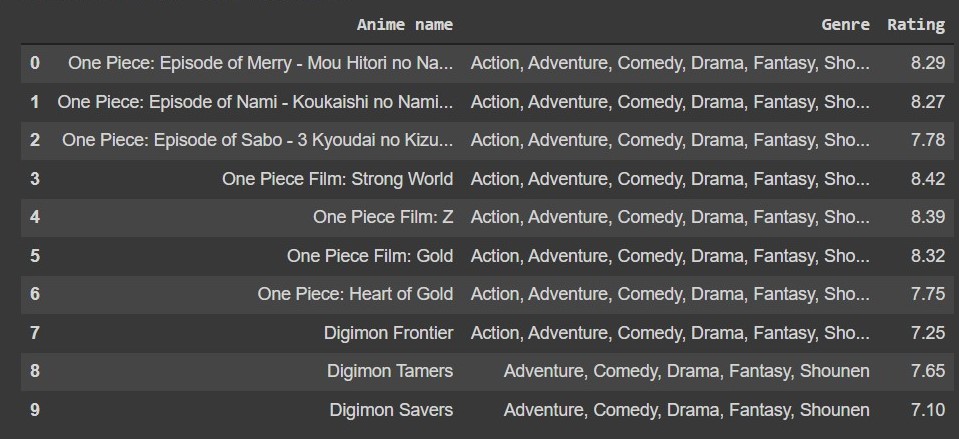 Anime name Genre Rating
0 One Piece: Episode of Merry - Mou Hitori no Na... Action, Adventure, Comedy, Drama, Fantasy, Sho... 8.29
1 One Piece: Episode of Nami - Koukaishi no Nami... Action, Adventure, Comedy, Drama, Fantasy, Sho... 8.27
2 One Piece: Episode of Sabo - 3 Kyoudai no Kizu... Action, Adventure, Comedy, Drama, Fantasy, Sho... 7.78
3 One Piece Film: Strong World Action, Adventure, Comedy, Drama, Fantasy, Sho... 8.42
4 One Piece Film: Z Action, Adventure, Comedy, Drama, Fantasy, Sho... 8.39
5 One Piece Film: Gold Action, Adventure, Comedy, Drama, Fantasy, Sho... 8.32
6 One Piece: Heart of Gold Action, Adventure, Comedy, Drama, Fantasy, Sho... 7.75
7 Digimon Frontier Action, Adventure, Comedy, Drama, Fantasy, Sho... 7.25
8 Digimon Tamers Adventure, Comedy, Drama, Fantasy, Shounen 7.65
9 Digimon Savers Adventure, Comedy, Drama, Fantasy, Shounen 7.10